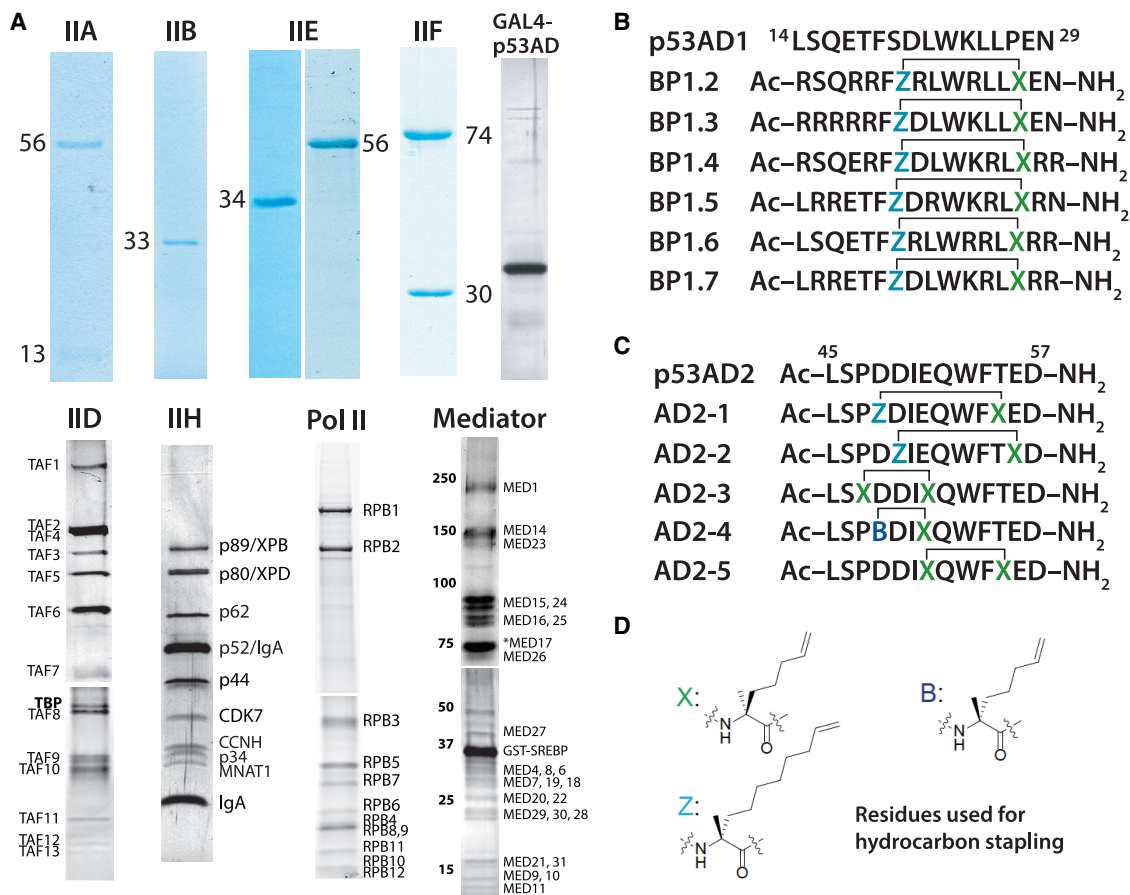 A
IIA
IIB
IIE
IIF
GAL4-
p53AD
56
13
33
34
56
74
30
IID
TAF1
TAF2
TAF4
TAF3
TAF5
TAF6
TAF7
TBP
TAF8
TAF9
TAF10
TAF11
TAF12
TAF13
IIH
p89/XPB
p80/XPD
p62
p52/IgA
p44
CDK7
CCNH
p34
MNAT1
IgA
Pol II
RPB1
RPB2
RPB3
RPB5
RPB7
RPB6
RPB4
RPB8,9
RPB11
RPB10
RPB12
Mediator
250
150
100
75
50
37
25
15
MED1
MED14
MED23
MED15, 24
MED16, 25
*MED17
MED26
MED27
GST-SREBP
MED4, 8, 6
MED7, 19, 18
MED20, 22
MED29, 30, 28
MED21, 31
MED9, 10
MED11
B
p53AD1 14LSQETFSDLWKLLPEN29
BP1.2 Ac–RSQRRFZRLWRLLXEN–NH2
BP1.3 Ac–RRRRRFZDLWKLLXEN–NH2
BP1.4 Ac–RSQERFZDLWKRLXRR–NH2
BP1.5 Ac–LRRETFZDRWKRLXRN–NH2
BP1.6 Ac–LSQETFZRLWRRLXRR–NH2
BP1.7 Ac–LRRETFZDLWKRLXRR–NH2
C
45 57
p53AD2 Ac–LSPDDIEQWFTED–NH2
AD2-1 Ac–LSPZDIEQWFXED–NH2
AD2-2 Ac–LSPDZIEQWFTXD–NH2
AD2-3 Ac–LSXDDIXQWFTED–NH2
AD2-4 Ac–LSPBDIXQWFTED–NH2
AD2-5 Ac–LSPDDIXQWFXED–NH2
D
X:
N
H
O
B:
N
H
O
Z:
N
H
O
Residues used for
hydrocarbon stapling